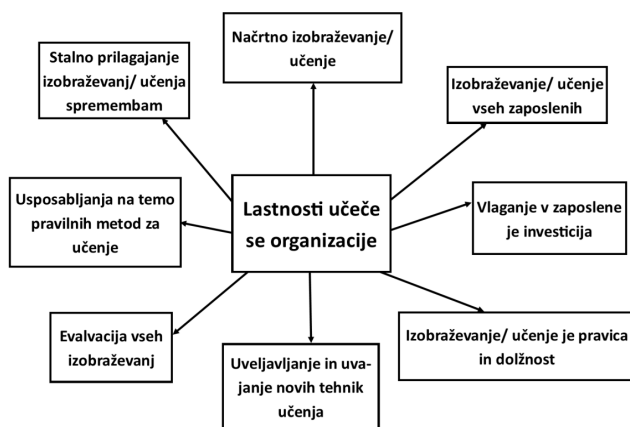 Načrtno izobraževanje/
učenje
Stalno prilagajanje
izobraževanj/ učenja
spremembam
Izobraževanje/ učenje
vseh zaposlenih
Usposabljanja na temo
pravilnih metod za
učenje
Lastnosti učeče
se organizacije
Vlaganje v zaposlene
je investicija
Evalvacija vseh
izobraževanj
Uveljavljanje in uva-
janje novih tehnik
učenja
Izobraževanje/ učenje je pravica
in dolžnost